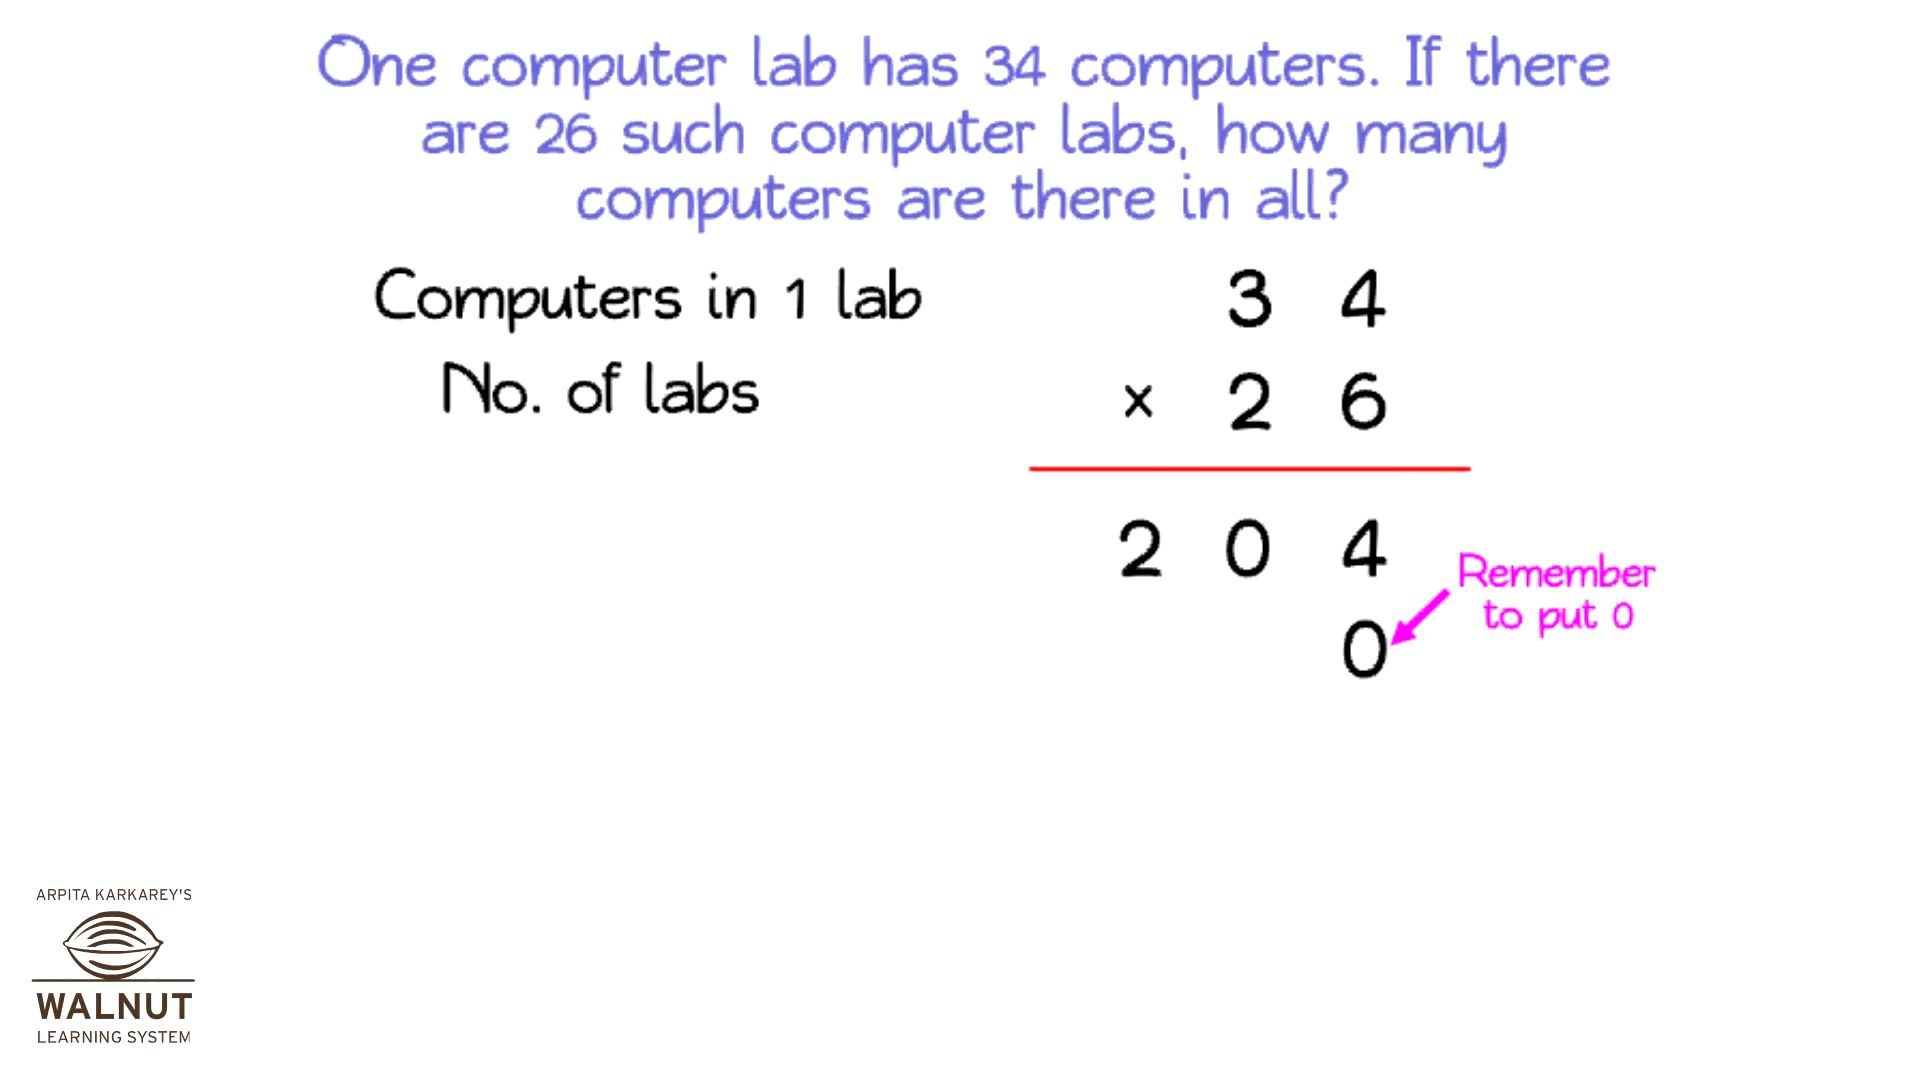 One computer lab has 34 computers. If there
are 26 such computer labs, how many
computers are there in all?
Computers in 1 lab 3 4
No. of labs × 2 6
2 0 4
Remember
to put 0
0
ARPITA KARKAREY'S
WALNUT
LEARNING SYSTEM